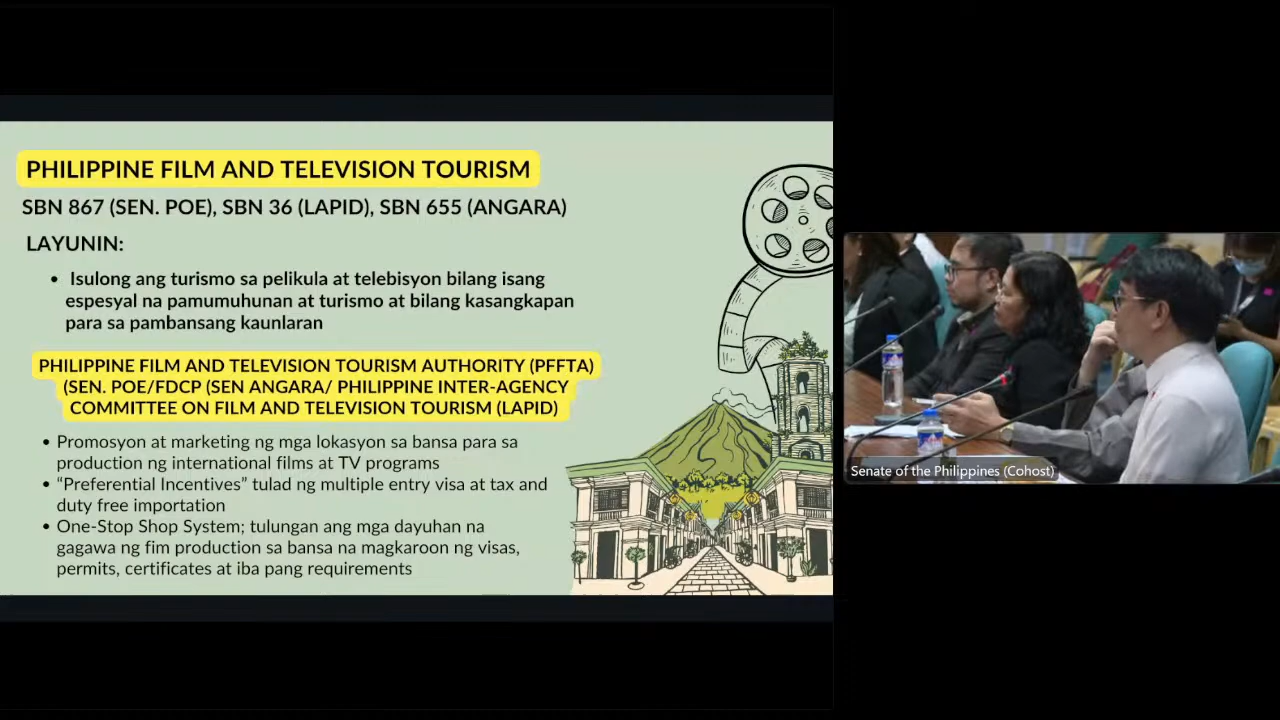 PHILIPPINE FILM AND TELEVISION TOURISM
SBN 867 (SEN. POE), SBN 36 (LAPID), SBN 655 (ANGARA)
LAYUNIN:
• Isulong ang turismo sa pelikula at telebisyon bilang isang
espesyal na pamumuhunan at turismo at bilang kasangkapan
para sa pambansang kaunlaran
PHILIPPINE FILM AND TELEVISION TOURISM AUTHORITY (PFFTA)
(SEN. POE/FDCP (SEN ANGARA/ PHILIPPINE INTER-AGENCY
COMMITTEE ON FILM AND TELEVISION TOURISM (LAPID)
• Promosyon at marketing ng mga lokasyon sa bansa para sa
production ng international films at TV programs
• “Preferential Incentives” tulad ng multiple entry visa at tax and
duty free importation
• One-Stop Shop System; tulungan ang mga dayuhan na
gagawa ng fim production sa bansa na magkaroon ng visas,
permits, certificates at iba pang requirements
Senate of the Philippines (Cohost)